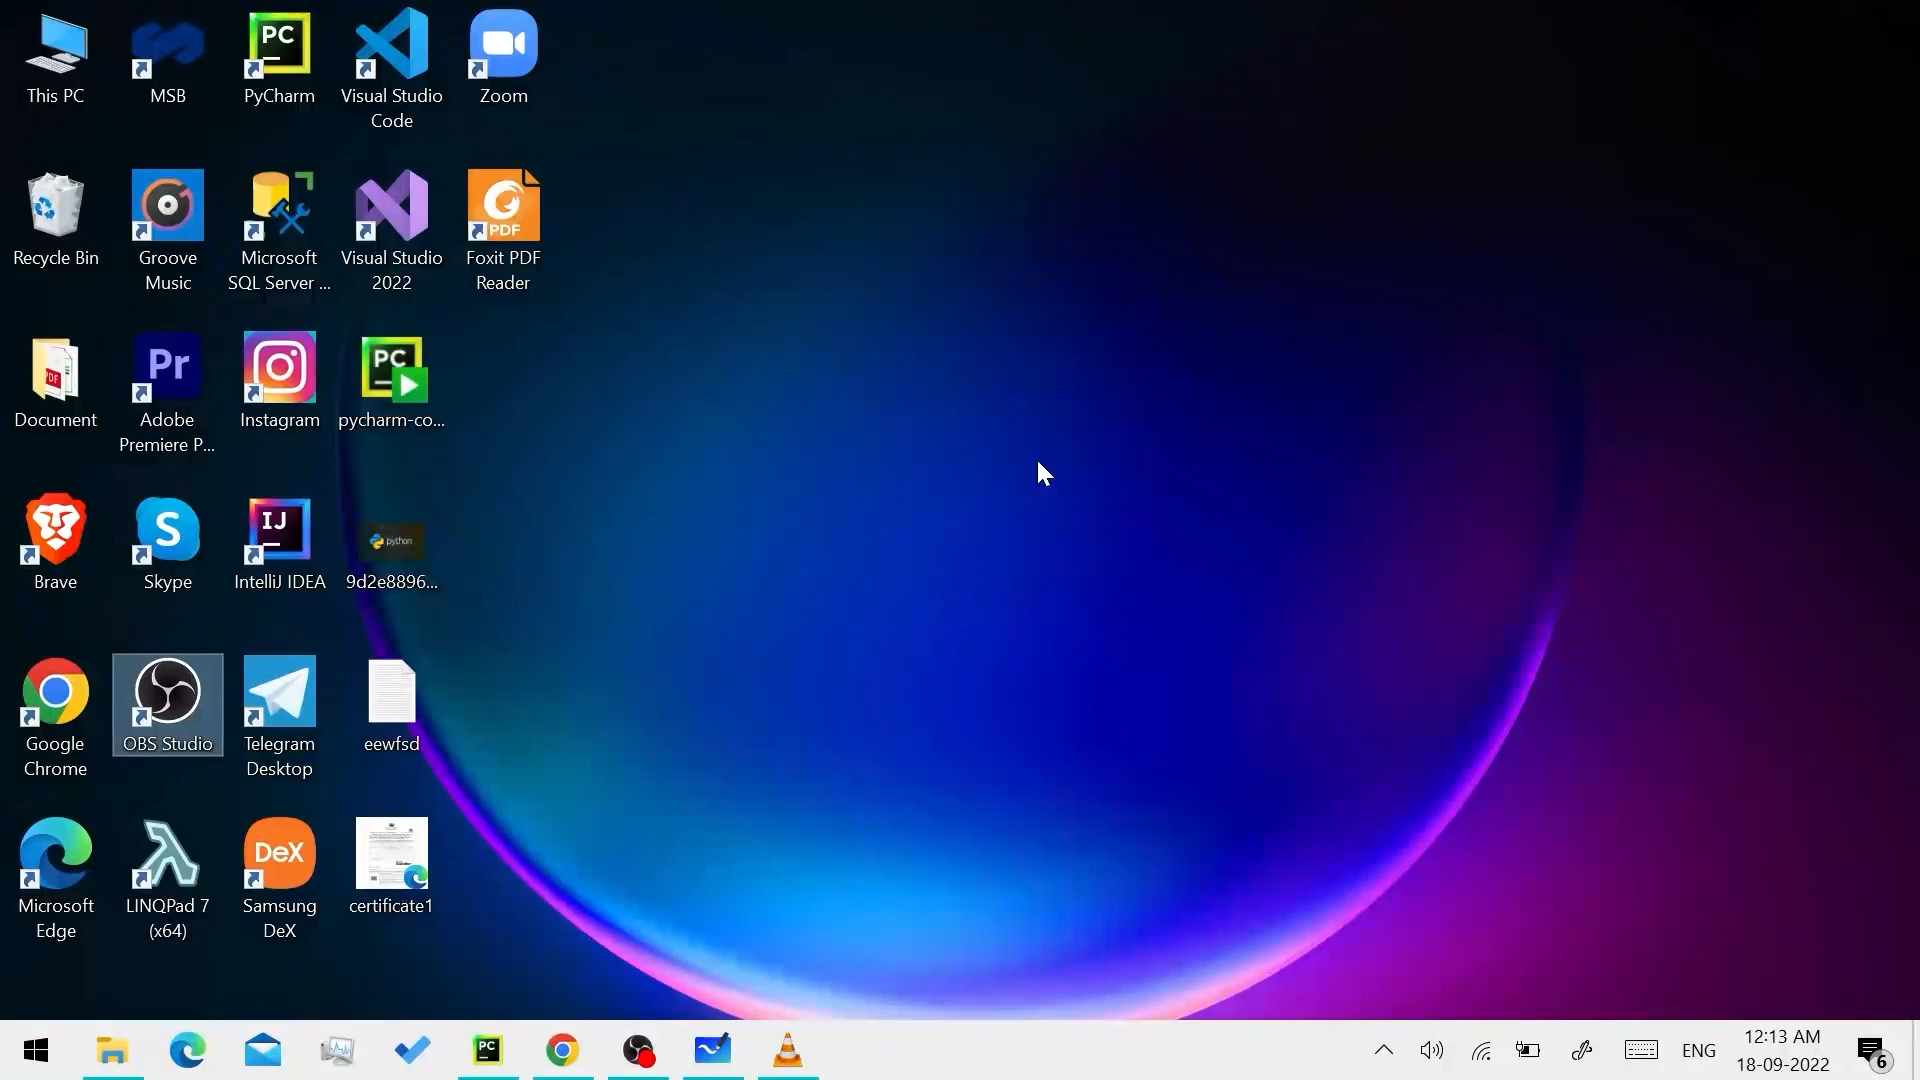 This PC
MSB
PC
PyCharm
Visual Studio
Code
Zoom
Recycle Bin
Groove
Music
Microsoft
SQL Server ...
Visual Studio
2022
PDF
Foxit PDF
Reader
PDF
Document
Pr
Adobe
Premiere P...
Instagram
PC
pycharm-co...
Brave
S
Skype
IJ
IntelliJ IDEA
python
9d2e8896...
Google
Chrome
OBS Studio
Telegram
Desktop
eewfsd
Microsoft
Edge
LINQPad 7
(x64)
DeX
Samsung
DeX
certificate1
PC
ENG
12:13 AM
18-09-2022
6